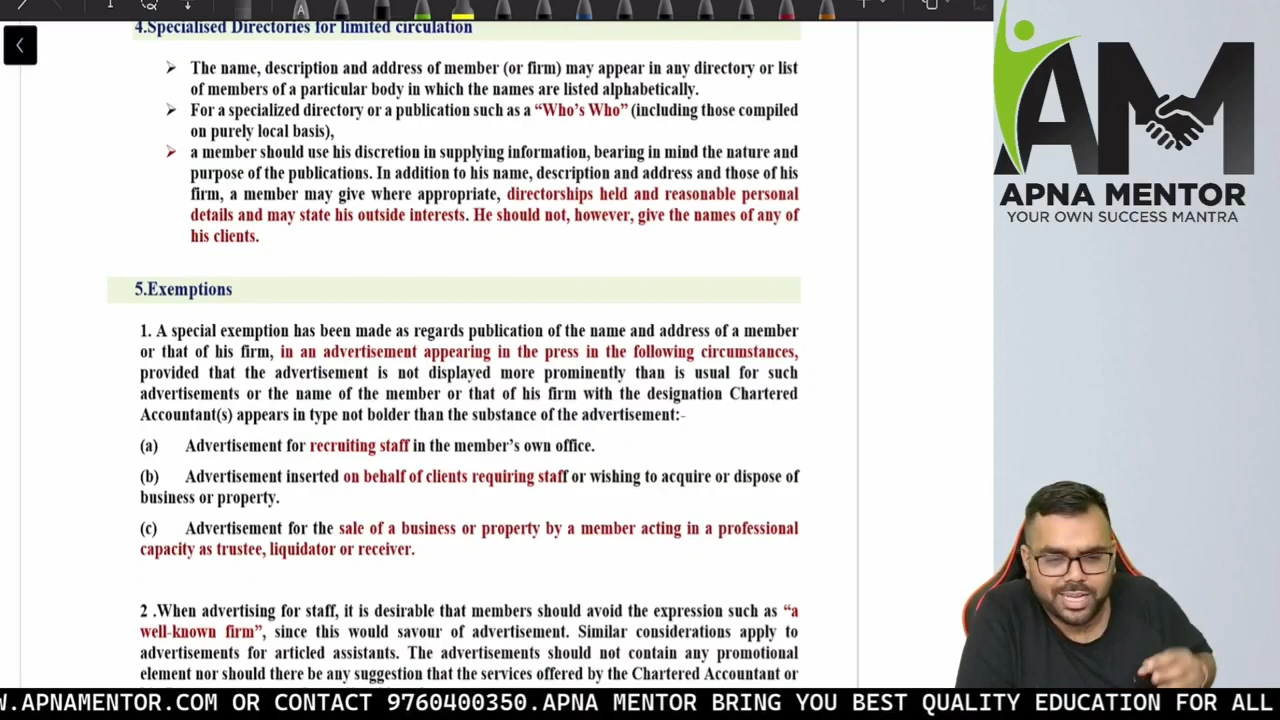 4.Specialised Directories for limited circulation
➢ The name, description and address of member (or firm) may appear in any directory or list
of members of a particular body in which the names are listed alphabetically.
➢ For a specialized directory or a publication such as a “Who’s Who” (including those compiled
on purely local basis),
➢ a member should use his discretion in supplying information, bearing in mind the nature and
purpose of the publications. In addition to his name, description and address and those of his
firm, a member may give where appropriate, directorships held and reasonable personal
details and may state his outside interests. He should not, however, give the names of any of
his clients.
5.Exemptions
1. A special exemption has been made as regards publication of the name and address of a member
or that of his firm, in an advertisement appearing in the press in the following circumstances,
provided that the advertisement is not displayed more prominently than is usual for such
advertisements or the name of the member or that of his firm with the designation Chartered
Accountant(s) appears in type not bolder than the substance of the advertisement:-
(a) Advertisement for recruiting staff in the member’s own office.
(b) Advertisement inserted on behalf of clients requiring staff or wishing to acquire or dispose of
business or property.
(c) Advertisement for the sale of a business or property by a member acting in a professional
capacity as trustee, liquidator or receiver.
2 .When advertising for staff, it is desirable that members should avoid the expression such as “a
well-known firm”, since this would savour of advertisement. Similar considerations apply to
advertisements for articled assistants. The advertisements should not contain any promotional
element nor should there be any suggestion that the services offered by the Chartered Accountant or
AM
APNA MENTOR
YOUR OWN SUCCESS MANTRA
W.APNAMENTOR.COM OR CONTACT 9760400350.APNA MENTOR BRING YOU BEST QUALITY EDUCATION FOR ALL